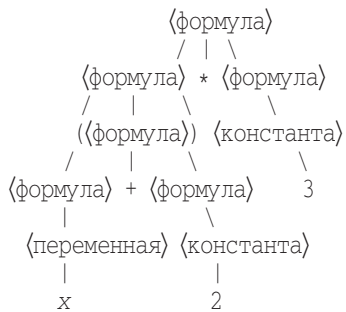 ⟨формула⟩
⟨формула⟩ * ⟨формула⟩
(⟨формула⟩) ⟨константа⟩
⟨формула⟩ + ⟨формула⟩ 3
⟨переменная⟩ ⟨константа⟩
x 2